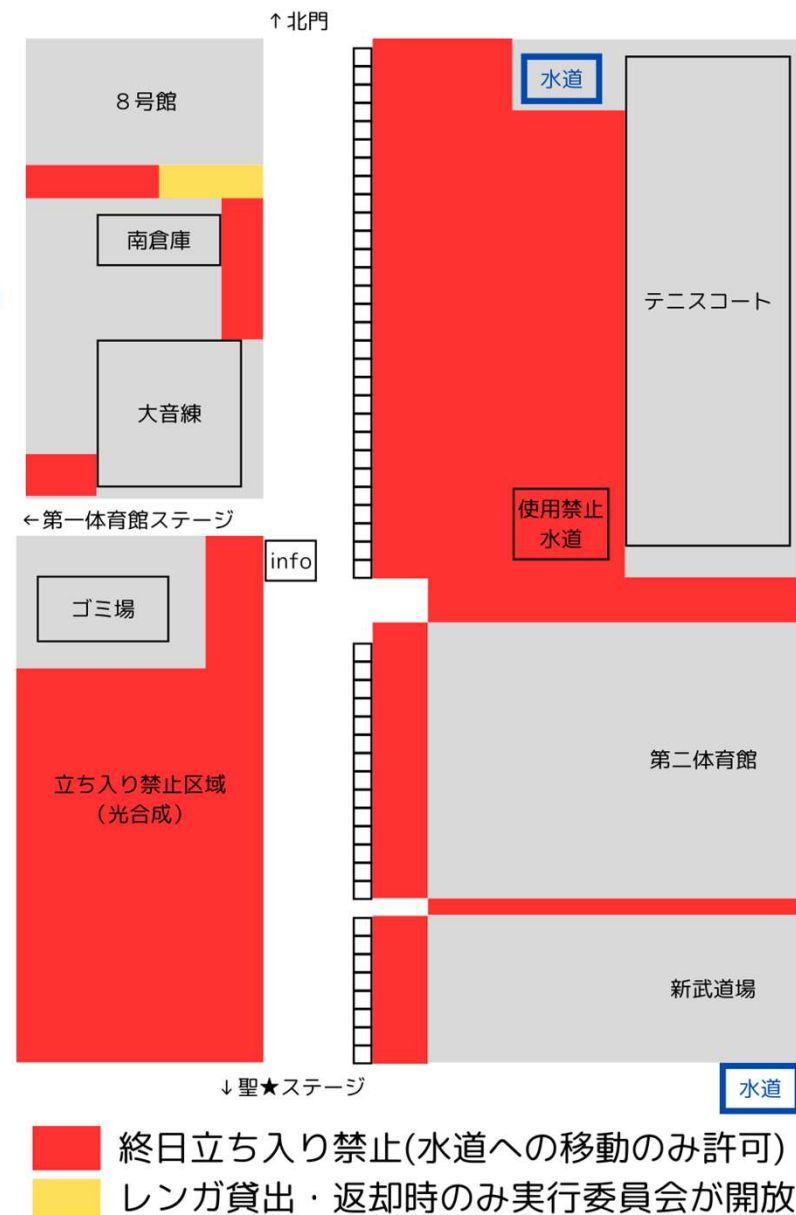 ↑北門
8号館
水道
南倉庫
テニスコート
大音練
使用禁止
水道
←第一体育館ステージ
info
ゴミ場
第二体育館
立ち入り禁止区域
（光合成）
新武道場
↓聖★ステージ
水道
終日立ち入り禁止(水道への移動のみ許可)
レンガ貸出・返却時のみ実行委員会が開放